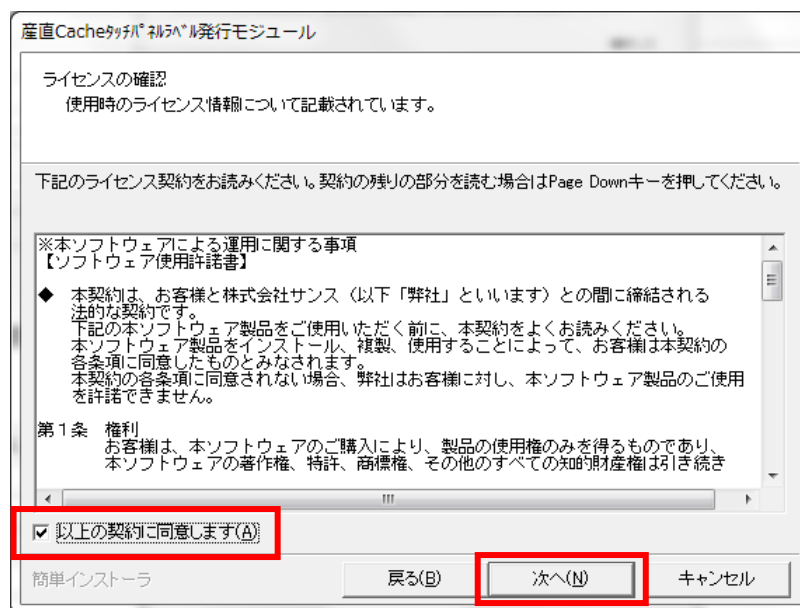 産直Cacheﾀｯﾁﾊﾟﾈﾙﾗﾍﾞﾙ発行モジュール
ライセンスの確認
使用時のライセンス情報について記載されています。
下記のライセンス契約をお読みください。契約の残りの部分を読む場合はPage Downキーを押してください。
※本ソフトウェアによる運用に関する事項
【ソフトウェア使用許諾書】
◆ 本契約は、お客様と株式会社サンス（以下「弊社」といいます）との間に締結される
法的な契約です。
下記の本ソフトウェア製品をご使用いただく前に、本契約をよくお読みください。
本ソフトウェア製品をインストール、複製、使用することによって、お客様は本契約の
各条項に同意したものとみなされます。
本契約の各条項に同意されない場合、弊社はお客様に対し、本ソフトウェア製品のご使用
を許諾できません。
第１条 権利
お客様は、本ソフトウェアのご購入により、製品の使用権のみを得るものであり、
本ソフトウェアの著作権、特許、商標権、その他のすべての知的財産権は引き続き
以上の契約に同意します(A)
簡単インストーラ
戻る(B)
次へ(N)
キャンセル